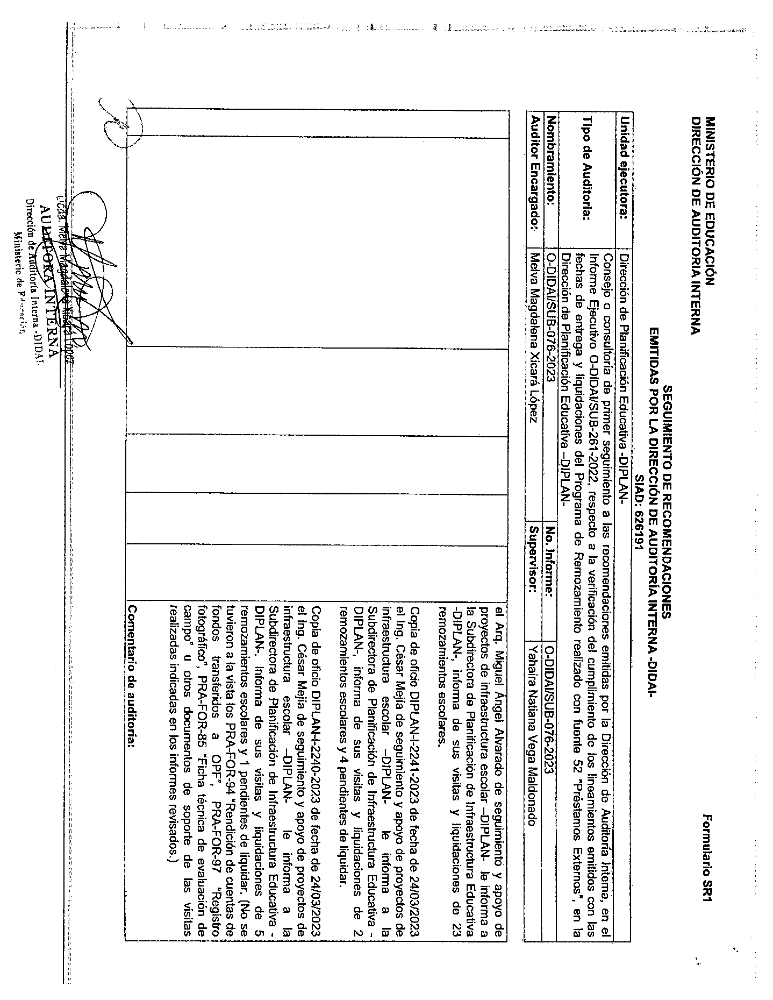 MINISTERIO DE EDUCACIÓN
DIRECCIÓN DE AUDITORIA INTERNA
Formulario SR1
SEGUIMIENTO DE RECOMENDACIONES
EMITIDAS POR LA DIRECCIÓN DE AUDITORÍA INTERNA -DIDAI-
SIAD: 626191
Unidad ejecutora: Dirección de Planificación Educativa -DIPLAN-
Tipo de Auditoria:
Consejo o consultoría de primer seguimiento a las recomendaciones emitidas por la Dirección de Auditoría Interna, en el
Informe Ejecutivo O-DIDAI/SUB-261-2022, respecto a la verificación del cumplimiento de los lineamientos emitidos con las
fechas de entrega y liquidaciones del Programa de Remozamiento realizado con fuente 52 "Préstamos Externos", en la
Dirección de Planificación Educativa –DIPLAN-
Nombramiento: O-DIDAI/SUB-076-2023 No. Informe: O-DIDAI/SUB-076-2023
Auditor Encargado: Melva Magdalena Xicará López Supervisor: Yahaira Natiana Vega Maldonado
el Arq. Miguel Ángel Alvarado de seguimiento y apoyo de
proyectos de infraestructura escolar –DIPLAN- le informa a
la Subdirectora de Planificación de Infraestructura Educativa
-DIPLAN-, informa de sus visitas y liquidaciones de 23
remozamientos escolares.
Copia de oficio DIPLAN-I-2241-2023 de fecha de 24/03/2023
el Ing. César Mejía de seguimiento y apoyo de proyectos de
infraestructura escolar –DIPLAN- le informa a la
Subdirectora de Planificación de Infraestructura Educativa -
DIPLAN-, informa de sus visitas y liquidaciones de 2
remozamientos escolares y 4 pendientes de liquidar.
Copia de oficio DIPLAN-I-2240-2023 de fecha de 24/03/2023
el Ing. César Mejía de seguimiento y apoyo de proyectos de
infraestructura escolar –DIPLAN- le informa a la
Subdirectora de Planificación de Infraestructura Educativa -
DIPLAN-, informa de sus visitas y liquidaciones de 5
remozamientos escolares y 1 pendientes de liquidar. (No se
tuvieron a la vista los PRA-FOR-94 "Rendición de cuentas de
fondos transferidos a OPF", PRA-FOR-97 "Registro
fotográfico", PRA-FOR-85 "Ficha técnica de evaluación de
campo" u otros documentos de soporte de las visitas
realizadas indicadas en los informes revisados.)
Comentario de auditoría:
Licda. Melva Magdalena Xicará López
AUDITORA INTERNA
Dirección de Auditoría Interna -DIDAI-
Ministerio de Educación